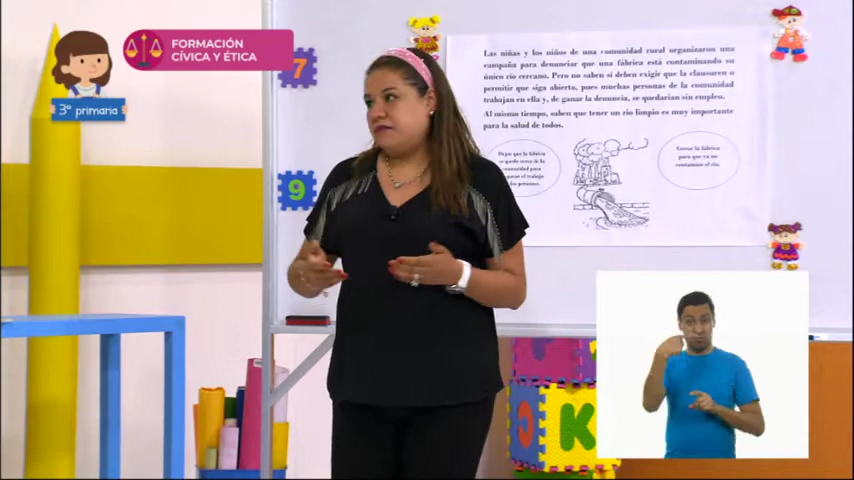 FORMACIÓN
CÍVICA Y ÉTICA
3° primaria
7
9
Las niñas y los niños de una comunidad rural organizaron una
campaña para denunciar que una fábrica está contaminando su
único río cercano. Pero no saben si deben exigir que la clausuren o
permitir que siga abierta, pues muchas personas de la comunidad
trabajan en ella y, de ganar la denuncia, se quedarían sin empleo.
Al mismo tiempo, saben que tener un río limpio es muy importante
para la salud de todos.
Dejar que la fábrica
Cerrar la fábrica
para que ya no
contamine el río.
K